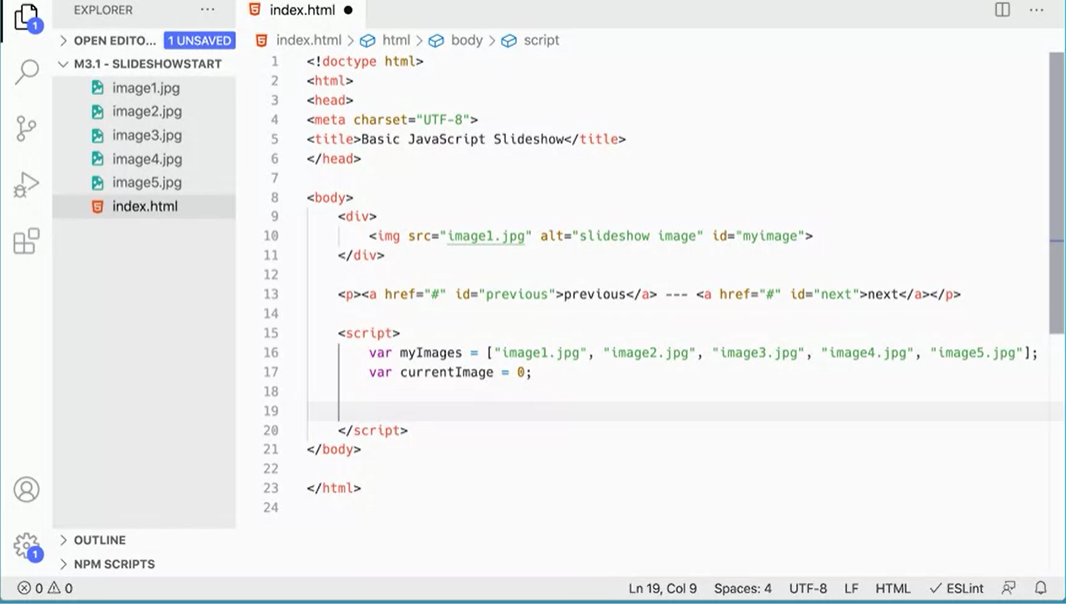 EXPLORER ···
index.html ●
1
OPEN EDITO... 1 UNSAVED
index.html > html > body > script
M3.1 - SLIDESHOWSTART
image1.jpg
image2.jpg
image3.jpg
image4.jpg
image5.jpg
index.html
1 <!doctype html>
2 <html>
3 <head>
4 <meta charset="UTF-8">
5 <title>Basic JavaScript Slideshow</title>
6 </head>
7
8 <body>
9 <div>
10 <img src="image1.jpg" alt="slideshow image" id="myimage">
11 </div>
12
13 <p><a href="#" id="previous">previous</a> --- <a href="#" id="next">next</a></p>
14
15 <script>
16 var myImages = ["image1.jpg", "image2.jpg", "image3.jpg", "image4.jpg", "image5.jpg"];
17 var currentImage = 0;
18
19
20 </script>
21 </body>
22
23 </html>
24
OUTLINE
1
NPM SCRIPTS
0 0 Ln 19, Col 9 Spaces: 4 UTF-8 LF HTML ESLint